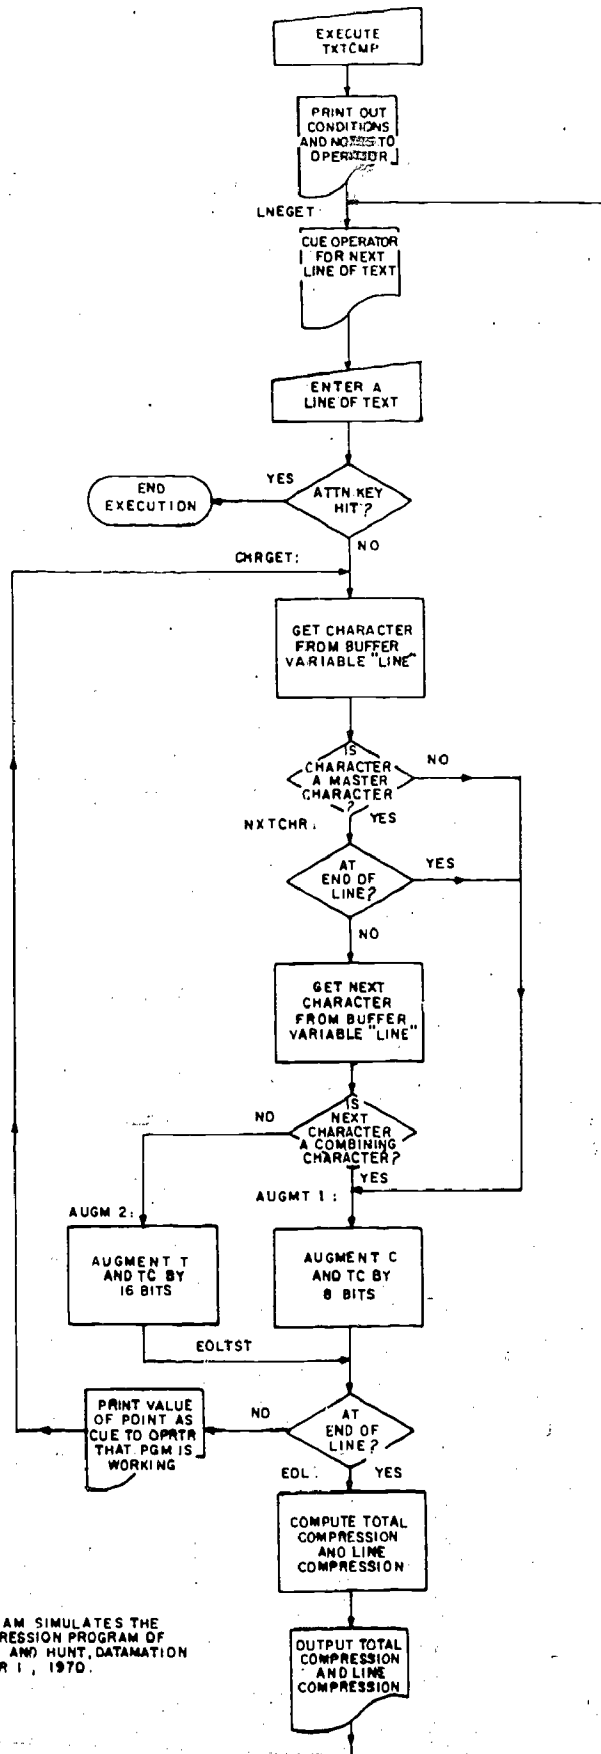 EXECUTE
TXTCMP
PRINT OUT
CONDITIONS
AND NOTES TO
OPERATOR
LNEGET
CUE OPERATOR
FOR NEXT
LINE OF TEXT
ENTER A
LINE OF TEXT
YES
END
EXECUTION
ATTN KEY
HIT?
NO
CHRGET:
GET CHARACTER
FROM BUFFER
VARIABLE "LINE"
IS
CHARACTER
A MASTER
CHARACTER
?
NO
NXTCHR:
YES
AT
END OF
LINE?
YES
NO
GET NEXT
CHARACTER
FROM BUFFER
VARIABLE "LINE"
IS
NEXT
CHARACTER
A COMBINING
CHARACTER?
NO
YES
AUGM 2:
AUGMT 1:
AUGMENT T
AND TC BY
16 BITS
AUGMENT C
AND TC BY
8 BITS
EOLTST
PRINT VALUE
OF POINT AS
CUE TO OPRTR
THAT PGM IS
WORKING
NO
AT
END OF
LINE?
EOL:
YES
COMPUTE TOTAL
COMPRESSION
AND LINE
COMPRESSION
AM SIMULATES THE
RESSION PROGRAM OF
AND HUNT, DATAMATION
R 1, 1970.
OUTPUT TOTAL
COMPRESSION
AND LINE
COMPRESSION